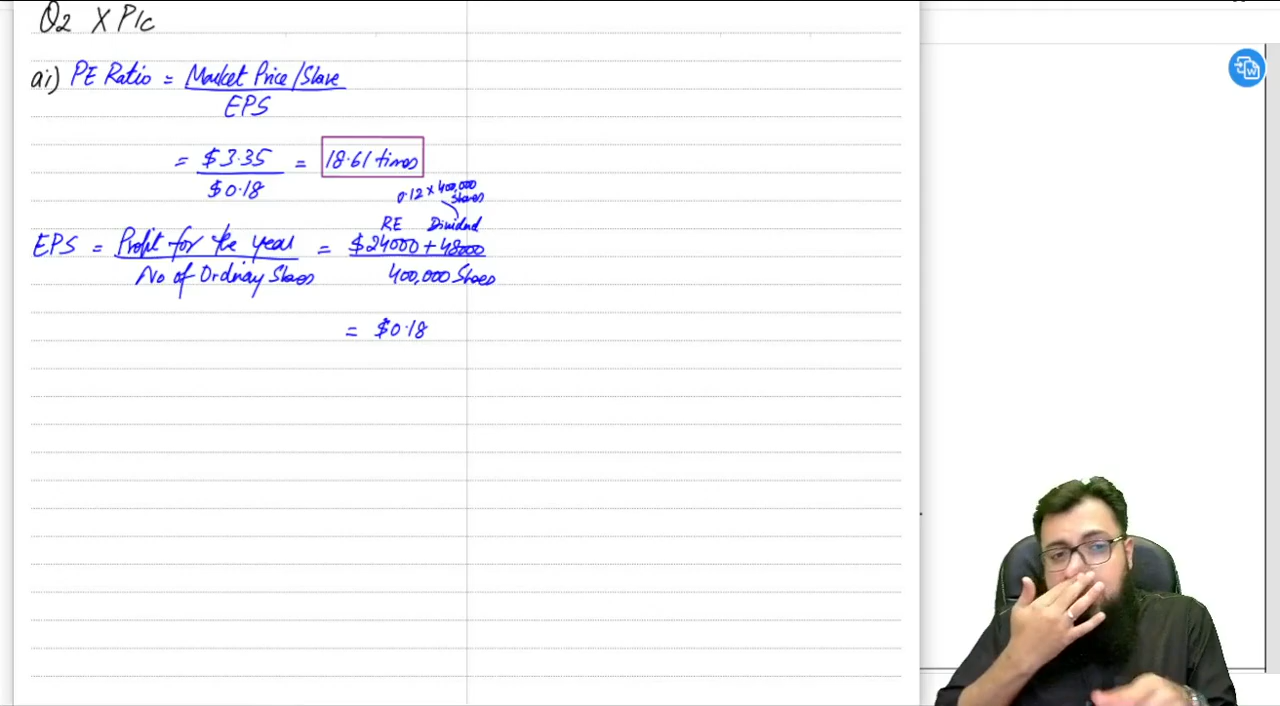 Q2 X Plc
ai) PE Ratio = Market Price/Share
EPS
= $3.35 = 18.61 times
$0.18
0.12 × 400,000
Shares
RE Dividend
EPS = Profit for the year = $24000 + 48000
No of Ordinary Shares 400,000 Shares
= $0.18
W